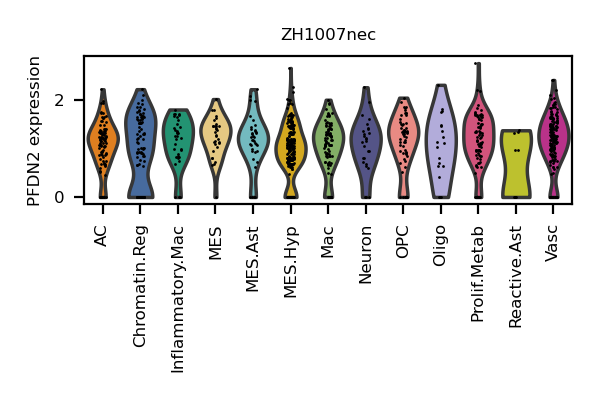 ZH1007nec
PFDN2 expression
2
0
AC
Chromatin.Reg
Inflammatory.Mac
MES
MES.Ast
MES.Hyp
Mac
Neuron
OPC
Oligo
Prolif.Metab
Reactive.Ast
Vasc